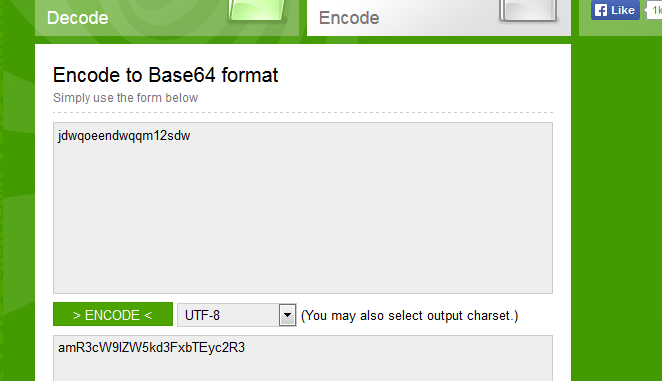 Decode
Encode
Like
1k
Encode to Base64 format
Simply use the form below
jdwqoeendwqqm12sdw
> ENCODE <
UTF-8
(You may also select output charset.)
amR3cW9lZW5kd3FxbTEyc2R3